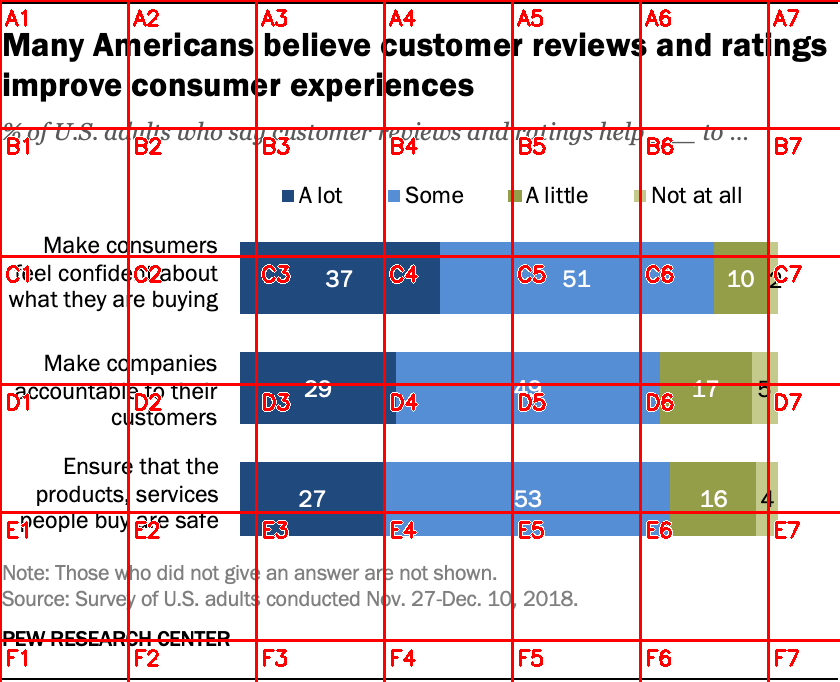 Many Americans believe customer reviews and ratings
improve consumer experiences
% of U.S. adults who say customer reviews and ratings help ___ to ...
A lot Some A little Not at all
Make consumers
feel confident about
what they are buying
37 51 10 2
Make companies
accountable to their
customers
29 49 17 5
Ensure that the
products, services
people buy are safe
27 53 16 4
Note: Those who did not give an answer are not shown.
Source: Survey of U.S. adults conducted Nov. 27-Dec. 10, 2018.
PEW RESEARCH CENTER
A1 A2 A3 A4 A5 A6 A7
B1 B2 B3 B4 B5 B6 B7
C1 C2 C3 C4 C5 C6 C7
D1 D2 D3 D4 D5 D6 D7
E1 E2 E3 E4 E5 E6 E7
F1 F2 F3 F4 F5 F6 F7